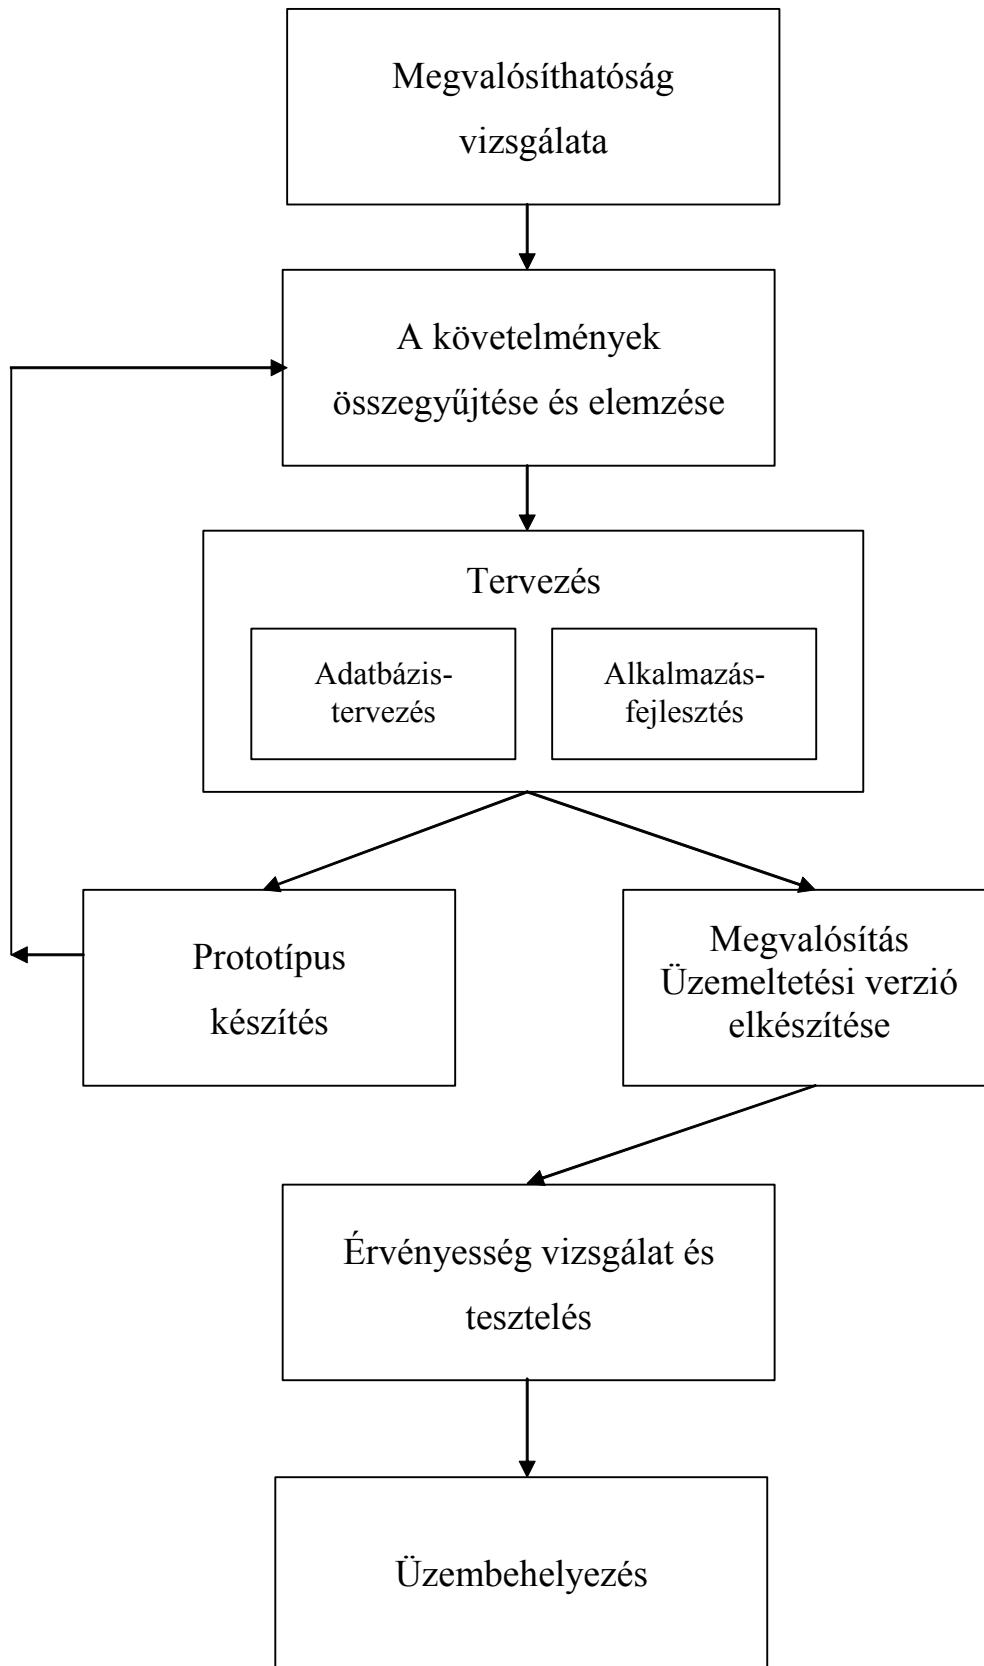 Megvalósíthatóság
vizsgálata
A követelmények
összegyűjtése és elemzése
Tervezés
Adatbázis-
tervezés
Alkalmazás-
fejlesztés
Prototípus
készítés
Megvalósítás
Üzemeltetési verzió
elkészítése
Érvényesség vizsgálat és
tesztelés
Üzembehelyezés